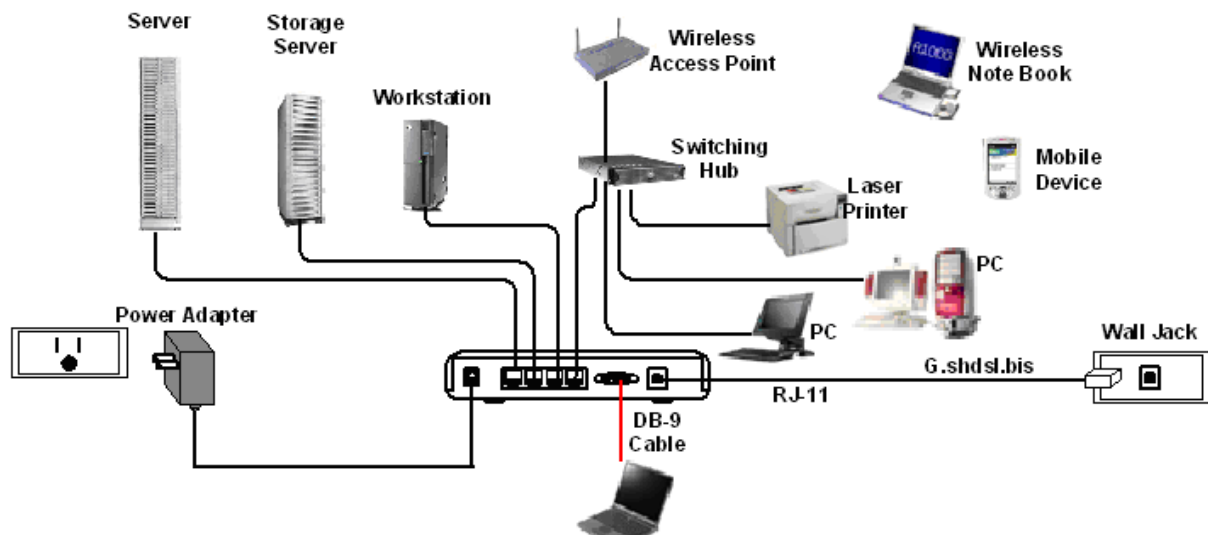 Server
Storage
Server
Workstation
Wireless
Access Point
Wireless
Note Book
Switching
Hub
Mobile
Device
Laser
Printer
PC
PC
Power Adapter
Wall Jack
G.shdsl.bis
RJ-11
DB-9
Cable